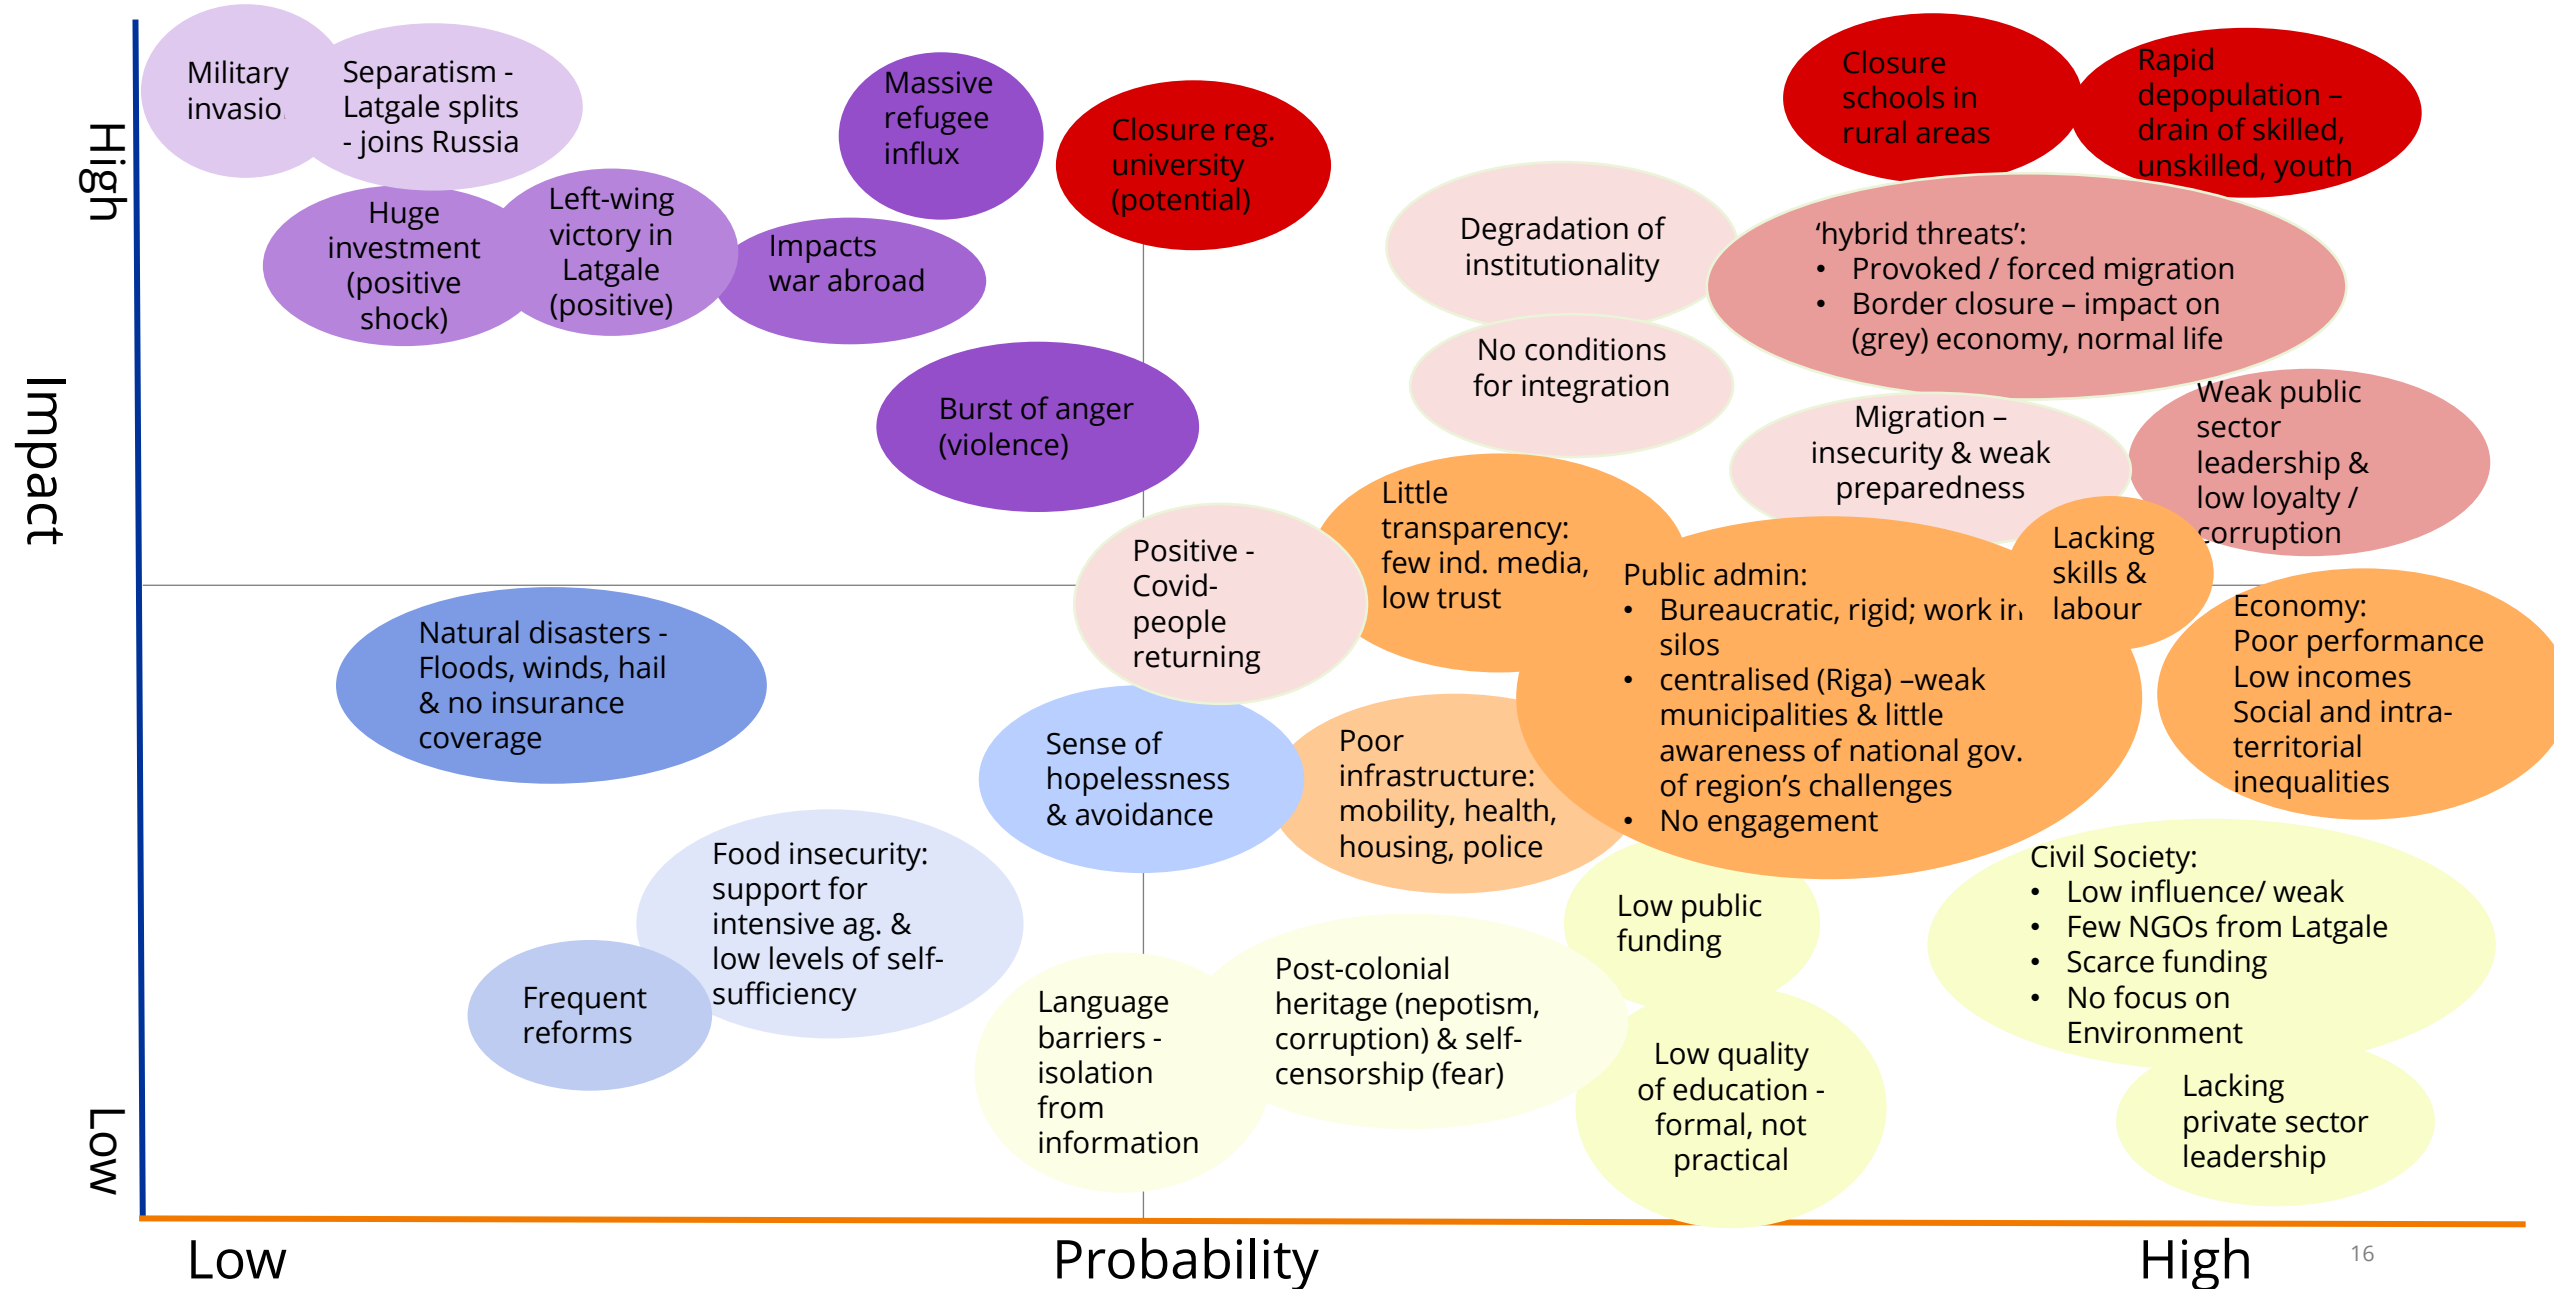 High
Impact
Low
Military
invasio
Separatism -
Latgale splits
- joins Russia
Massive
refugee
influx
Closure reg.
university
(potential)
Closure
schools in
rural areas
Rapid
depopulation –
drain of skilled,
unskilled, youth
Huge
investment
(positive
shock)
Left-wing
victory in
Latgale
(positive)
Impacts
war abroad
Degradation of
institutionality
‘hybrid threats’:
• Provoked / forced migration
• Border closure – impact on
(grey) economy, normal life
No conditions
for integration
Burst of anger
(violence)
Migration –
insecurity & weak
preparedness
Weak public
sector
leadership &
low loyalty /
corruption
Little
transparency:
few ind. media,
low trust
Positive -
Covid-
people
returning
Lacking
skills &
labour
Public admin:
• Bureaucratic, rigid; work in
silos
• centralised (Riga) –weak
municipalities & little
awareness of national gov.
of region’s challenges
• No engagement
Economy:
Poor performance
Low incomes
Social and intra-
territorial
inequalities
Natural disasters -
Floods, winds, hail
& no insurance
coverage
Sense of
hopelessness
& avoidance
Poor
infrastructure:
mobility, health,
housing, police
Food insecurity:
support for
intensive ag. &
low levels of self-
sufficiency
Frequent
reforms
Low public
funding
Civil Society:
• Low influence/ weak
• Few NGOs from Latgale
• Scarce funding
• No focus on
Environment
Language
barriers -
isolation
from
information
Post-colonial
heritage (nepotism,
corruption) & self-
censorship (fear)
Low quality
of education -
formal, not
practical
Lacking
private sector
leadership
Low
Probability
High
16